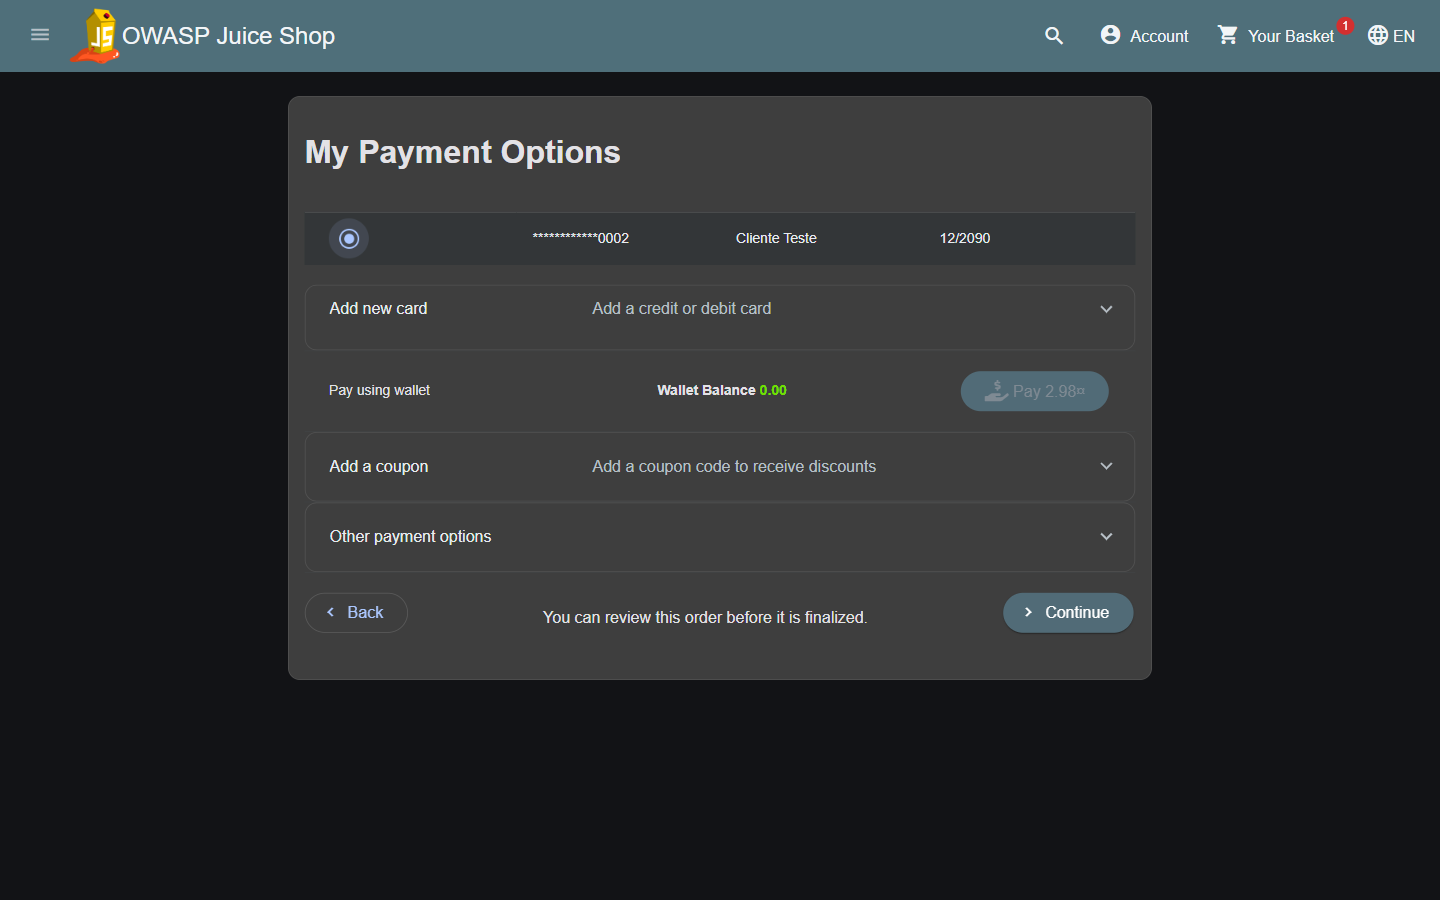 OWASP Juice Shop
Account
Your Basket 1
EN
My Payment Options
************0002 Cliente Teste 12/2090
Add new card Add a credit or debit card
Pay using wallet Wallet Balance 0.00 Pay 2.98¤
Add a coupon Add a coupon code to receive discounts
Other payment options
Back You can review this order before it is finalized. Continue